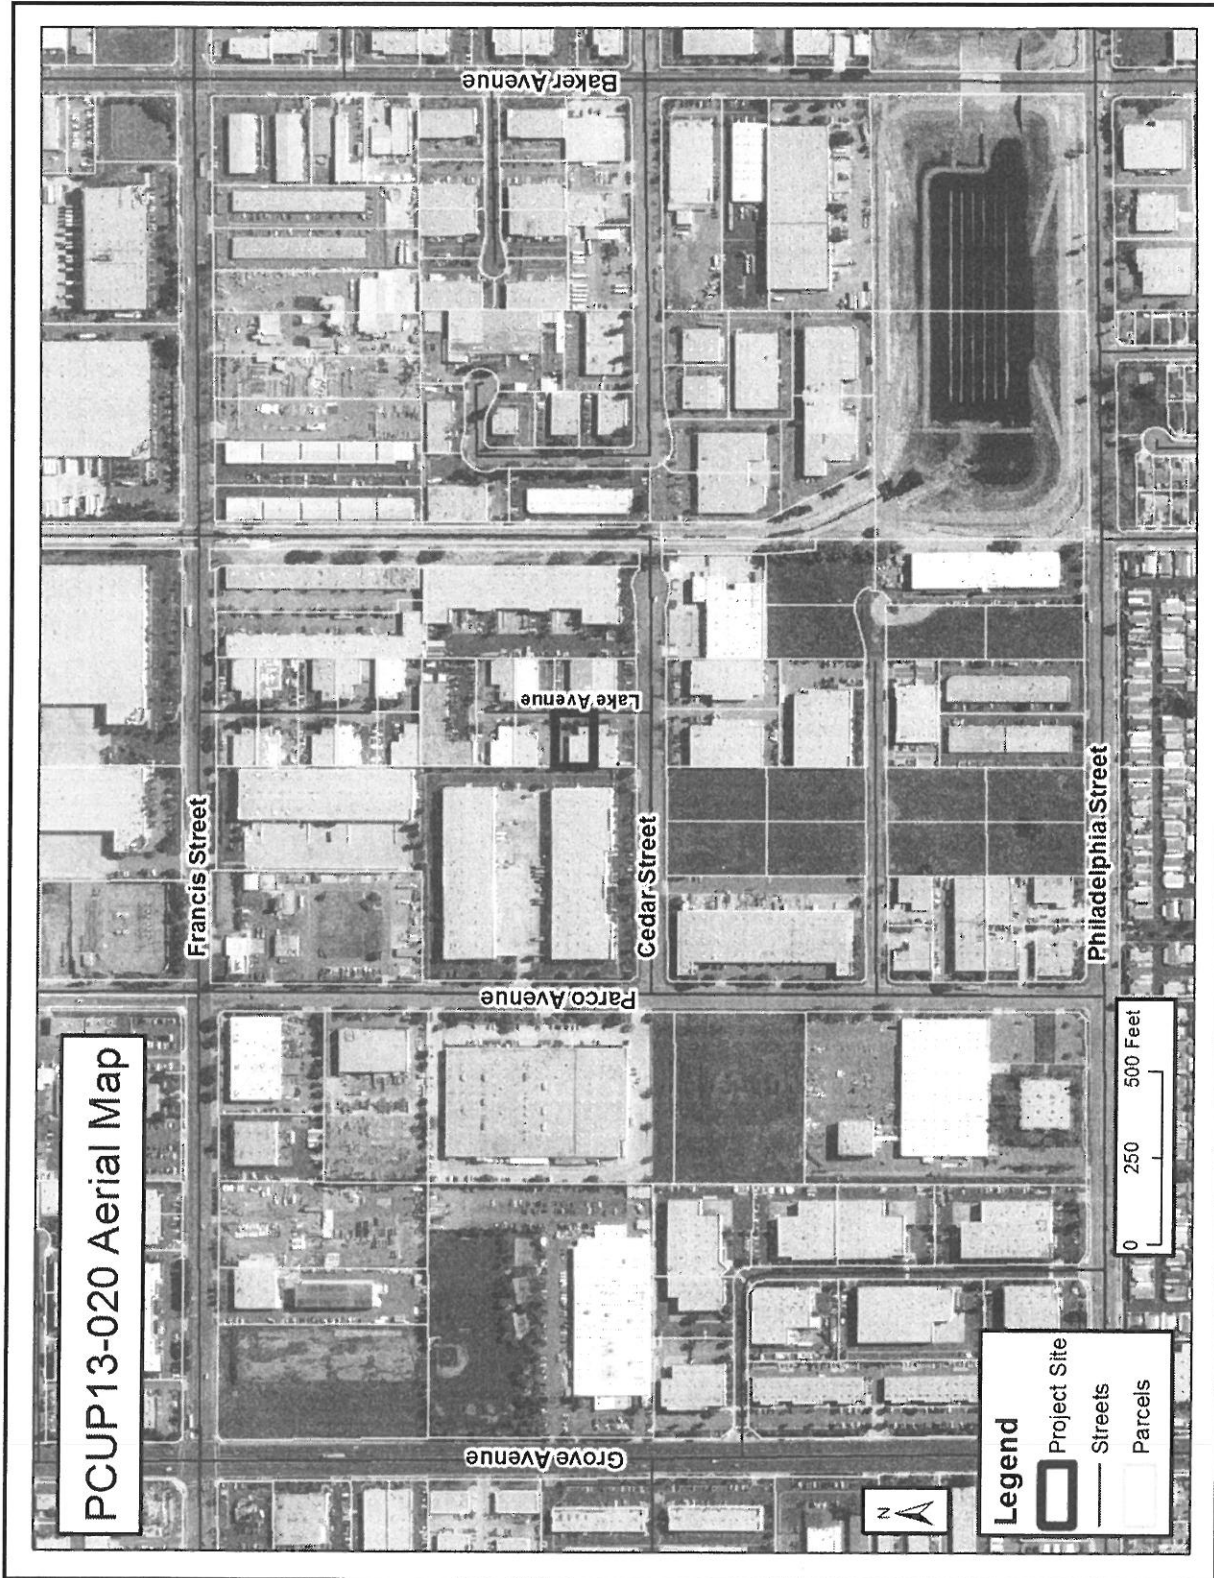 PCUP13-020 Aerial Map
Francis Street
Cedar Street
Philadelphia Street
Grove Avenue
Parco Avenue
Lake Avenue
Baker Avenue
N
Legend
Project Site
Streets
Parcels
0 250 500 Feet